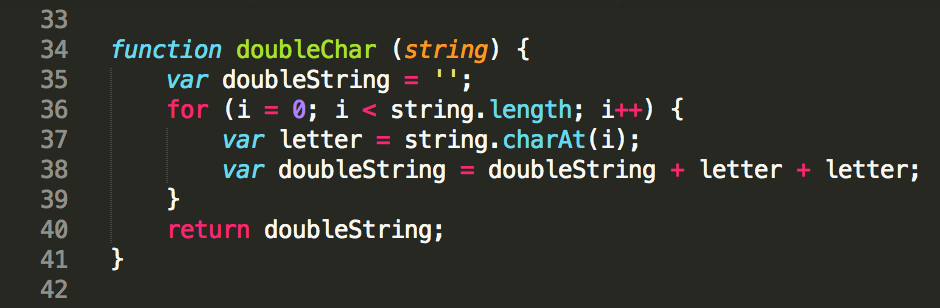 33
34 function doubleChar (string) {
35     var doubleString = '';
36     for (i = 0; i < string.length; i++) {
37         var letter = string.charAt(i);
38         var doubleString = doubleString + letter + letter;
39     }
40     return doubleString;
41 }
42